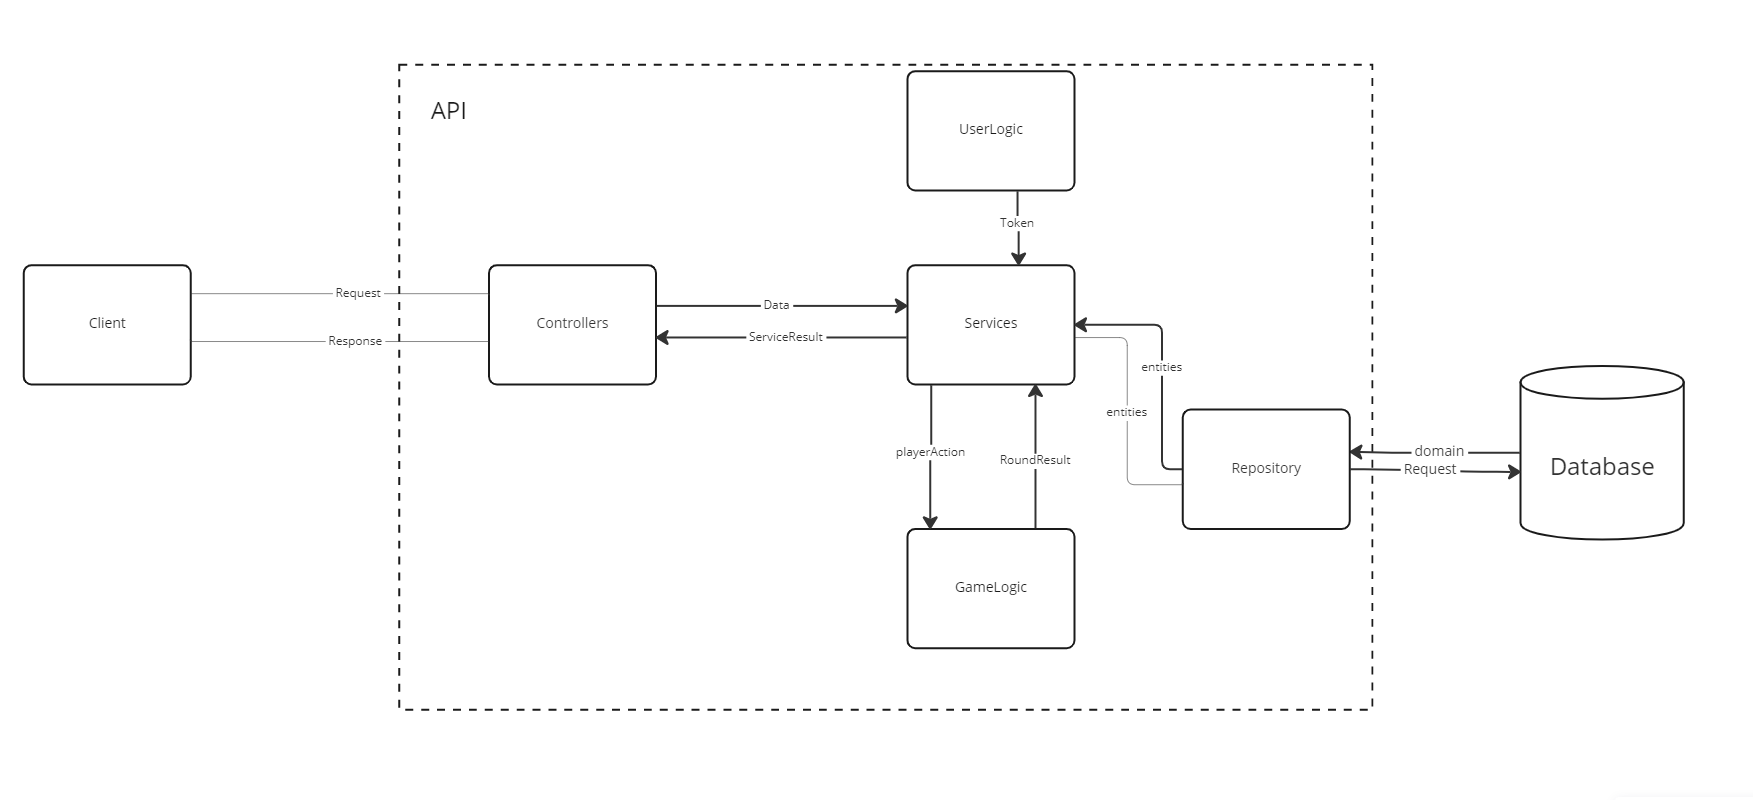 API
UserLogic
Token
Client
Request
Response
Controllers
Data
ServiceResult
Services
entities
entities
playerAction
RoundResult
Repository
domain
Request
Database
GameLogic